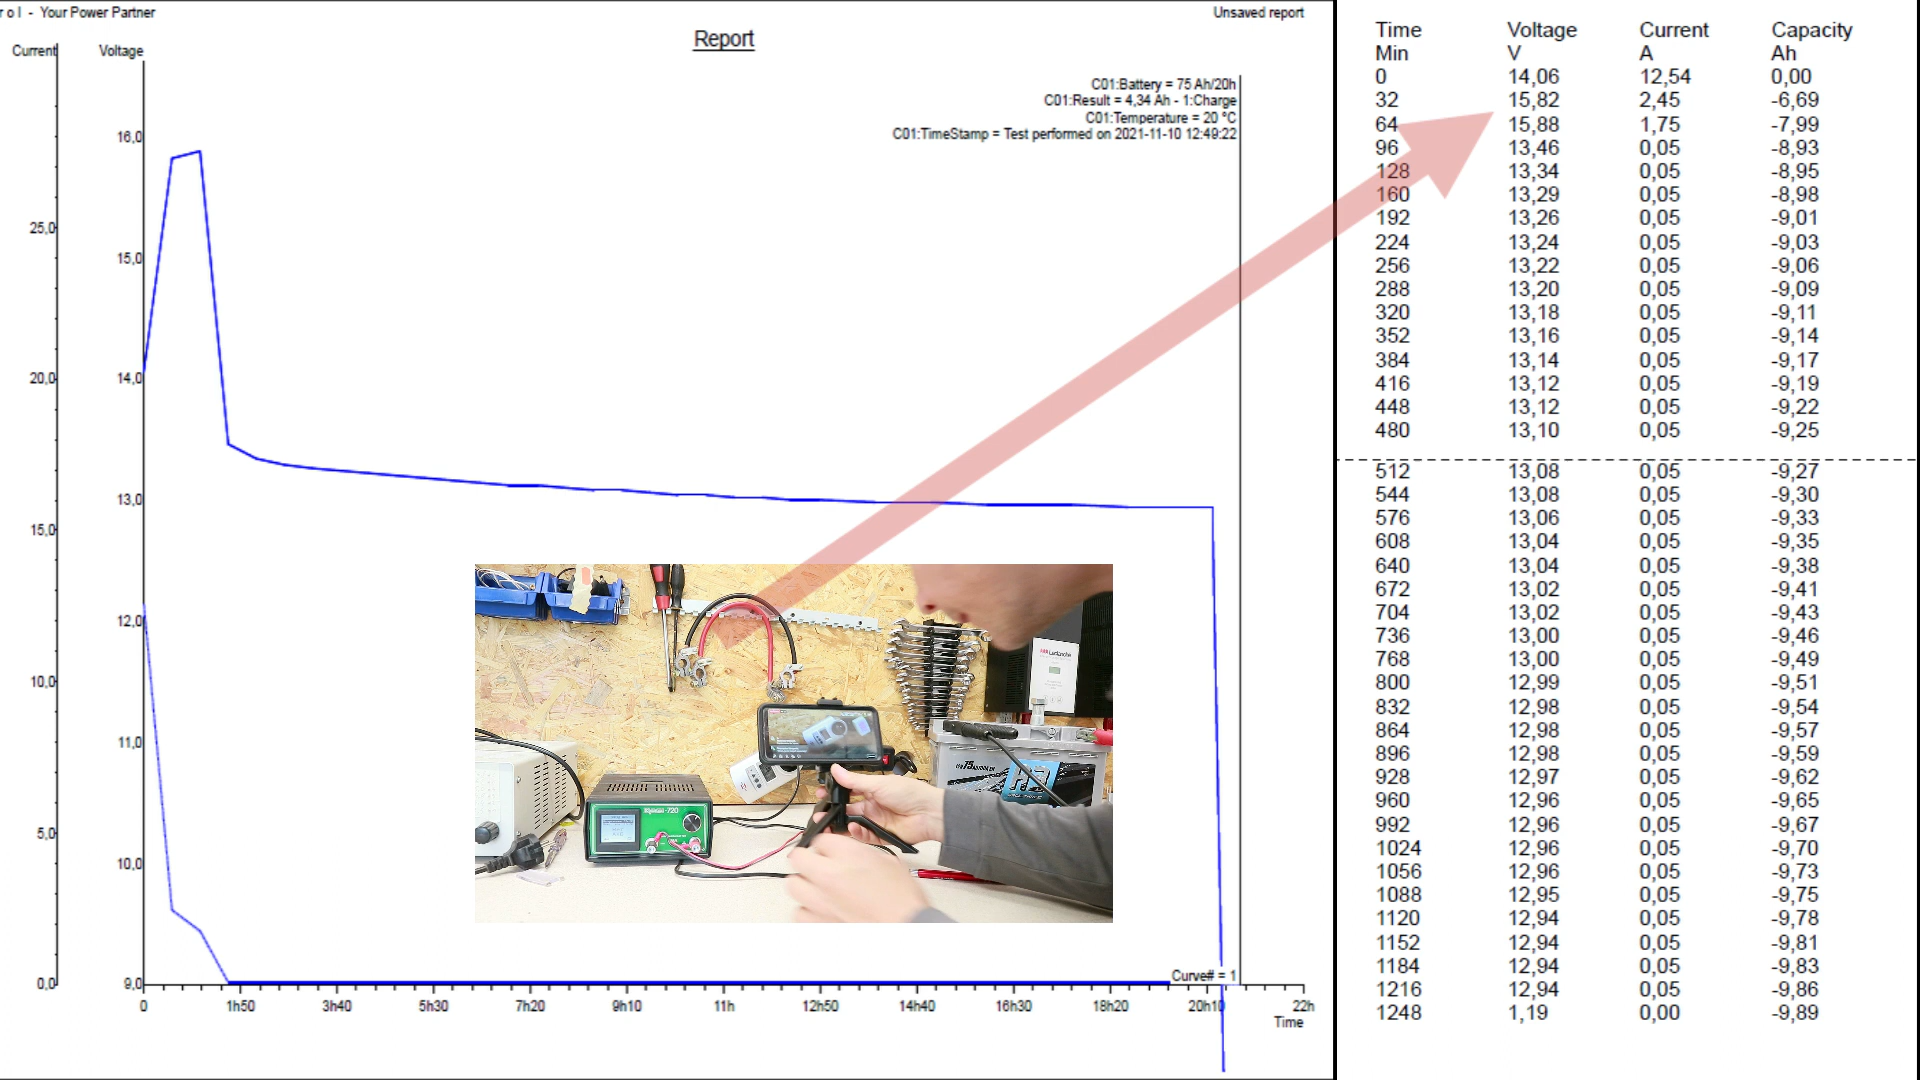 r o l - Your Power Partner
Unsaved report
Report
Current
Voltage
C01:Battery = 75 Ah/20h
C01:Result = 4,34 Ah - 1:Charge
C01:Temperature = 20 °C
C01:TimeStamp = Test performed on 2021-11-10 12:49:22
25,0
20,0
15,0
10,0
5,0
0,0
16,0
15,0
14,0
13,0
12,0
11,0
10,0
9,0
Curve# = 1
0 1h50 3h40 5h30 7h20 9h10 11h 12h50 14h40 16h30 18h20 20h10 22h
Time
Time Voltage Current Capacity
Min V A Ah
0 14,06 12,54 0,00
32 15,82 2,45 -6,69
64 15,88 1,75 -7,99
96 13,46 0,05 -8,93
128 13,34 0,05 -8,95
160 13,29 0,05 -8,98
192 13,26 0,05 -9,01
224 13,24 0,05 -9,03
256 13,22 0,05 -9,06
288 13,20 0,05 -9,09
320 13,18 0,05 -9,11
352 13,16 0,05 -9,14
384 13,14 0,05 -9,17
416 13,12 0,05 -9,19
448 13,12 0,05 -9,22
480 13,10 0,05 -9,25
512 13,08 0,05 -9,27
544 13,08 0,05 -9,30
576 13,06 0,05 -9,33
608 13,04 0,05 -9,35
640 13,04 0,05 -9,38
672 13,02 0,05 -9,41
704 13,02 0,05 -9,43
736 13,00 0,05 -9,46
768 13,00 0,05 -9,49
800 12,99 0,05 -9,51
832 12,98 0,05 -9,54
864 12,98 0,05 -9,57
896 12,98 0,05 -9,59
928 12,97 0,05 -9,62
960 12,96 0,05 -9,65
992 12,96 0,05 -9,67
1024 12,96 0,05 -9,70
1056 12,96 0,05 -9,73
1088 12,95 0,05 -9,75
1120 12,94 0,05 -9,78
1152 12,94 0,05 -9,81
1184 12,94 0,05 -9,83
1216 12,94 0,05 -9,86
1248 1,19 0,00 -9,89